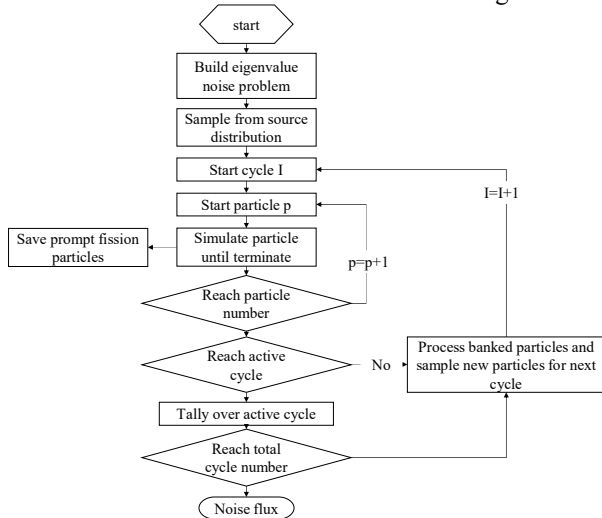 start
Build eigenvalue
noise problem
Sample from source
distribution
Start cycle I
I=I+1
Start particle p
Save prompt fission
particles
Simulate particle
until terminate
p=p+1
Reach particle
number
Reach active
cycle
No
Process banked particles and
sample new particles for next
cycle
Tally over active cycle
Reach total
cycle number
Noise flux